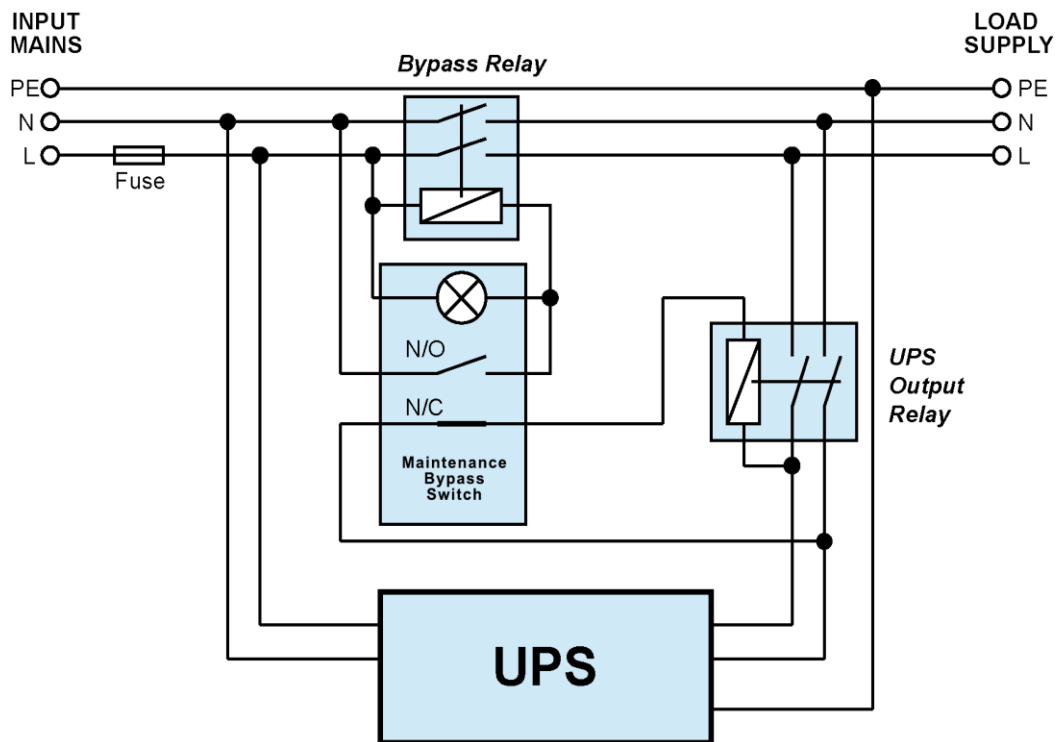 INPUT
MAINS
LOAD
SUPPLY
Bypass Relay
PE
PE
N
N
L
L
Fuse
N/O
N/C
Maintenance
Bypass
Switch
UPS
Output
Relay
UPS